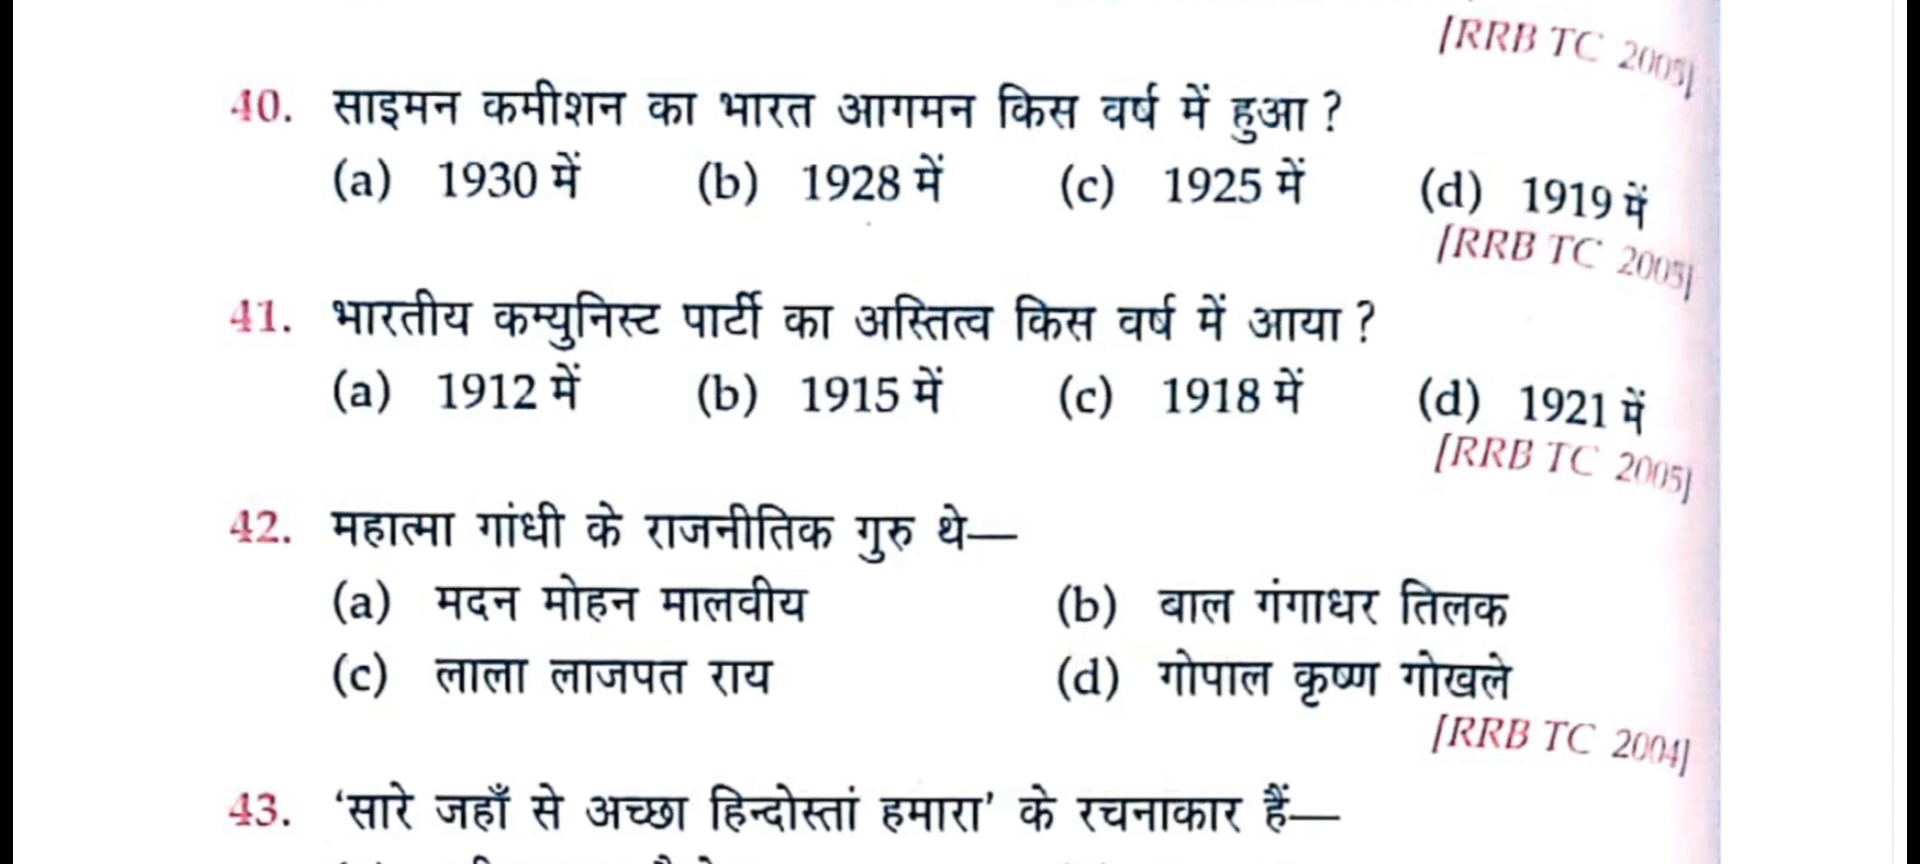 [RRB TC 2005]
40. साइमन कमीशन का भारत आगमन किस वर्ष में हुआ ?
(a) 1930 में (b) 1928 में (c) 1925 में (d) 1919 में
[RRB TC 2005]
41. भारतीय कम्युनिस्ट पार्टी का अस्तित्व किस वर्ष में आया ?
(a) 1912 में (b) 1915 में (c) 1918 में (d) 1921 में
[RRB TC 2005]
42. महात्मा गांधी के राजनीतिक गुरु थे—
(a) मदन मोहन मालवीय (b) बाल गंगाधर तिलक
(c) लाला लाजपत राय (d) गोपाल कृष्ण गोखले
[RRB TC 2004]
43. ‘सारे जहाँ से अच्छा हिन्दोस्तां हमारा’ के रचनाकार हैं—